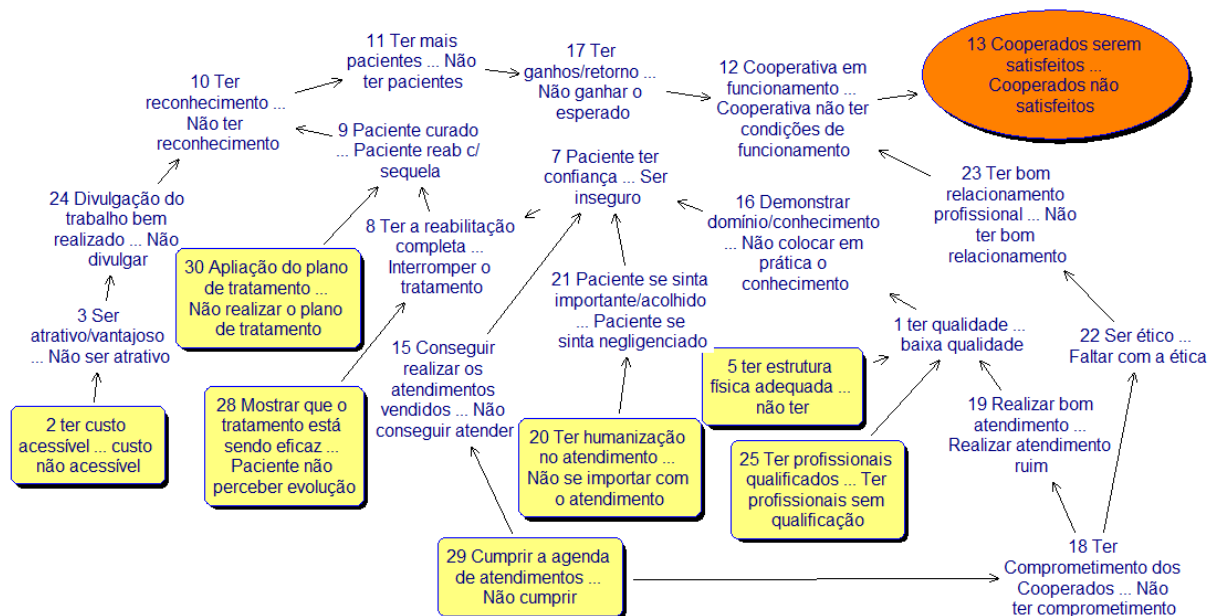 11 Ter mais
pacientes ... Não
ter pacientes
17 Ter
ganhos/retorno ...
Não ganhar o
esperado
12 Cooperativa em
funcionamento ...
Cooperativa não ter
condições de
funcionamento
13 Cooperados serem
satisfeitos ...
Cooperados não
satisfeitos
10 Ter
reconhecimento ...
Não ter
reconhecimento
9 Paciente curado
... Paciente reab c/
sequela
7 Paciente ter
confiança ... Ser
inseguro
23 Ter bom
relacionamento
profissional ... Não
ter bom
relacionamento
24 Divulgação do
trabalho bem
realizado ... Não
divulgar
8 Ter a reabilitação
completa ...
Interromper o
tratamento
16 Demonstrar
domínio/conhecimento
... Não colocar em
prática o
conhecimento
30 Apliação do plano
de tratamento ...
Não realizar o plano
de tratamento
21 Paciente se sinta
importante/acolhido
... Paciente se
sinta negligenciado
3 Ser
atrativo/vantajoso
... Não ser atrativo
15 Conseguir
realizar os
atendimentos
vendidos ... Não
conseguir atender
1 ter qualidade ...
baixa qualidade
22 Ser ético ...
Faltar com a ética
5 ter estrutura
física adequada ...
não ter
2 ter custo
acessível ... custo
não acessível
28 Mostrar que o
tratamento está
sendo eficaz ...
Paciente não
perceber evolução
20 Ter humanização
no atendimento ...
Não se importar com
o atendimento
25 Ter profissionais
qualificados ... Ter
profissionais sem
qualificação
19 Realizar bom
atendimento ...
Realizar atendimento
ruim
29 Cumprir a agenda
de atendimentos ...
Não cumprir
18 Ter
Comprometimento dos
Cooperados ... Não
ter comprometimento